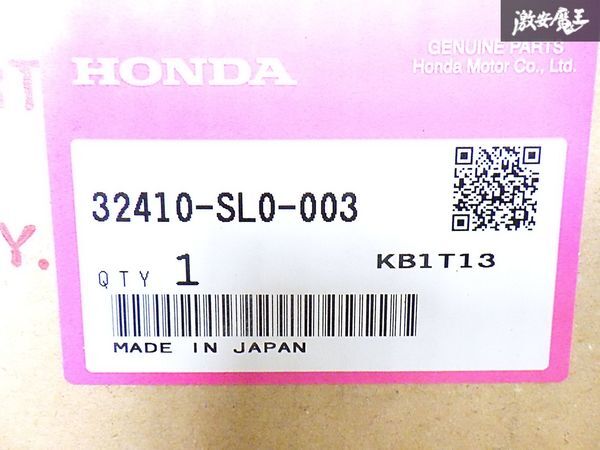 激安魔王
GENUINE PARTS
HONDA
Honda Motor Co., Ltd.
32410-SL0-003
QTY 1
KB1T13
MADE IN JAPAN
Y.